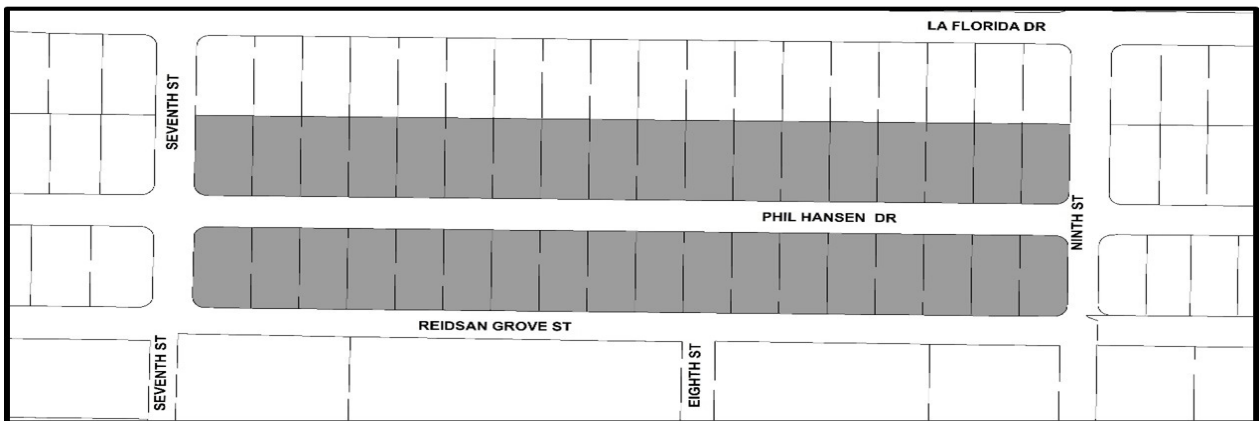 LA FLORIDA DR
SEVENTH ST
PHIL HANSEN DR
NINTH ST
REIDSAN GROVE ST
SEVENTH ST
EIGHTH ST